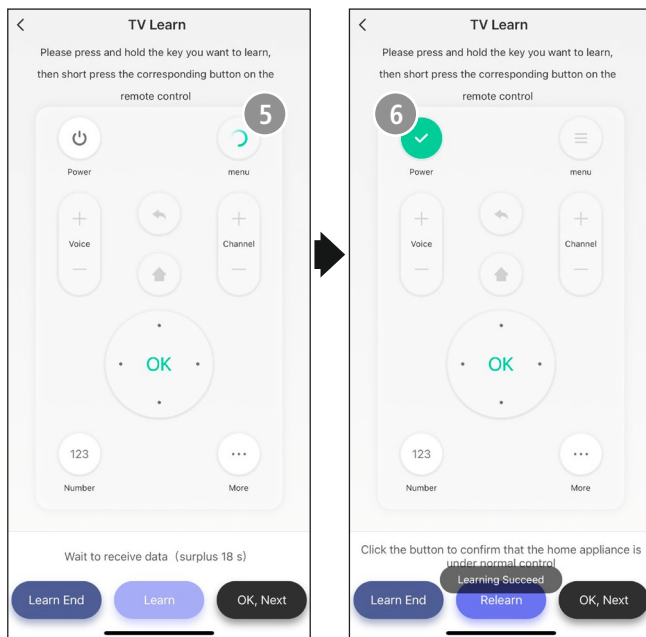 TV Learn
Please press and hold the key you want to learn,
then short press the corresponding button on the
remote control
5
Power
menu
+
+
Voice
Channel
—
—
OK
123
...
Number
More
Wait to receive data（surplus 18 s)
Learn End
Learn
OK, Next
TV Learn
Please press and hold the key you want to learn,
then short press the corresponding button on the
remote control
6
Power
menu
+
+
Voice
Channel
—
—
OK
123
...
Number
More
Click the button to confirm that the home appliance is
under normal control
Learning Succeed
Learn End
Relearn
OK, Next